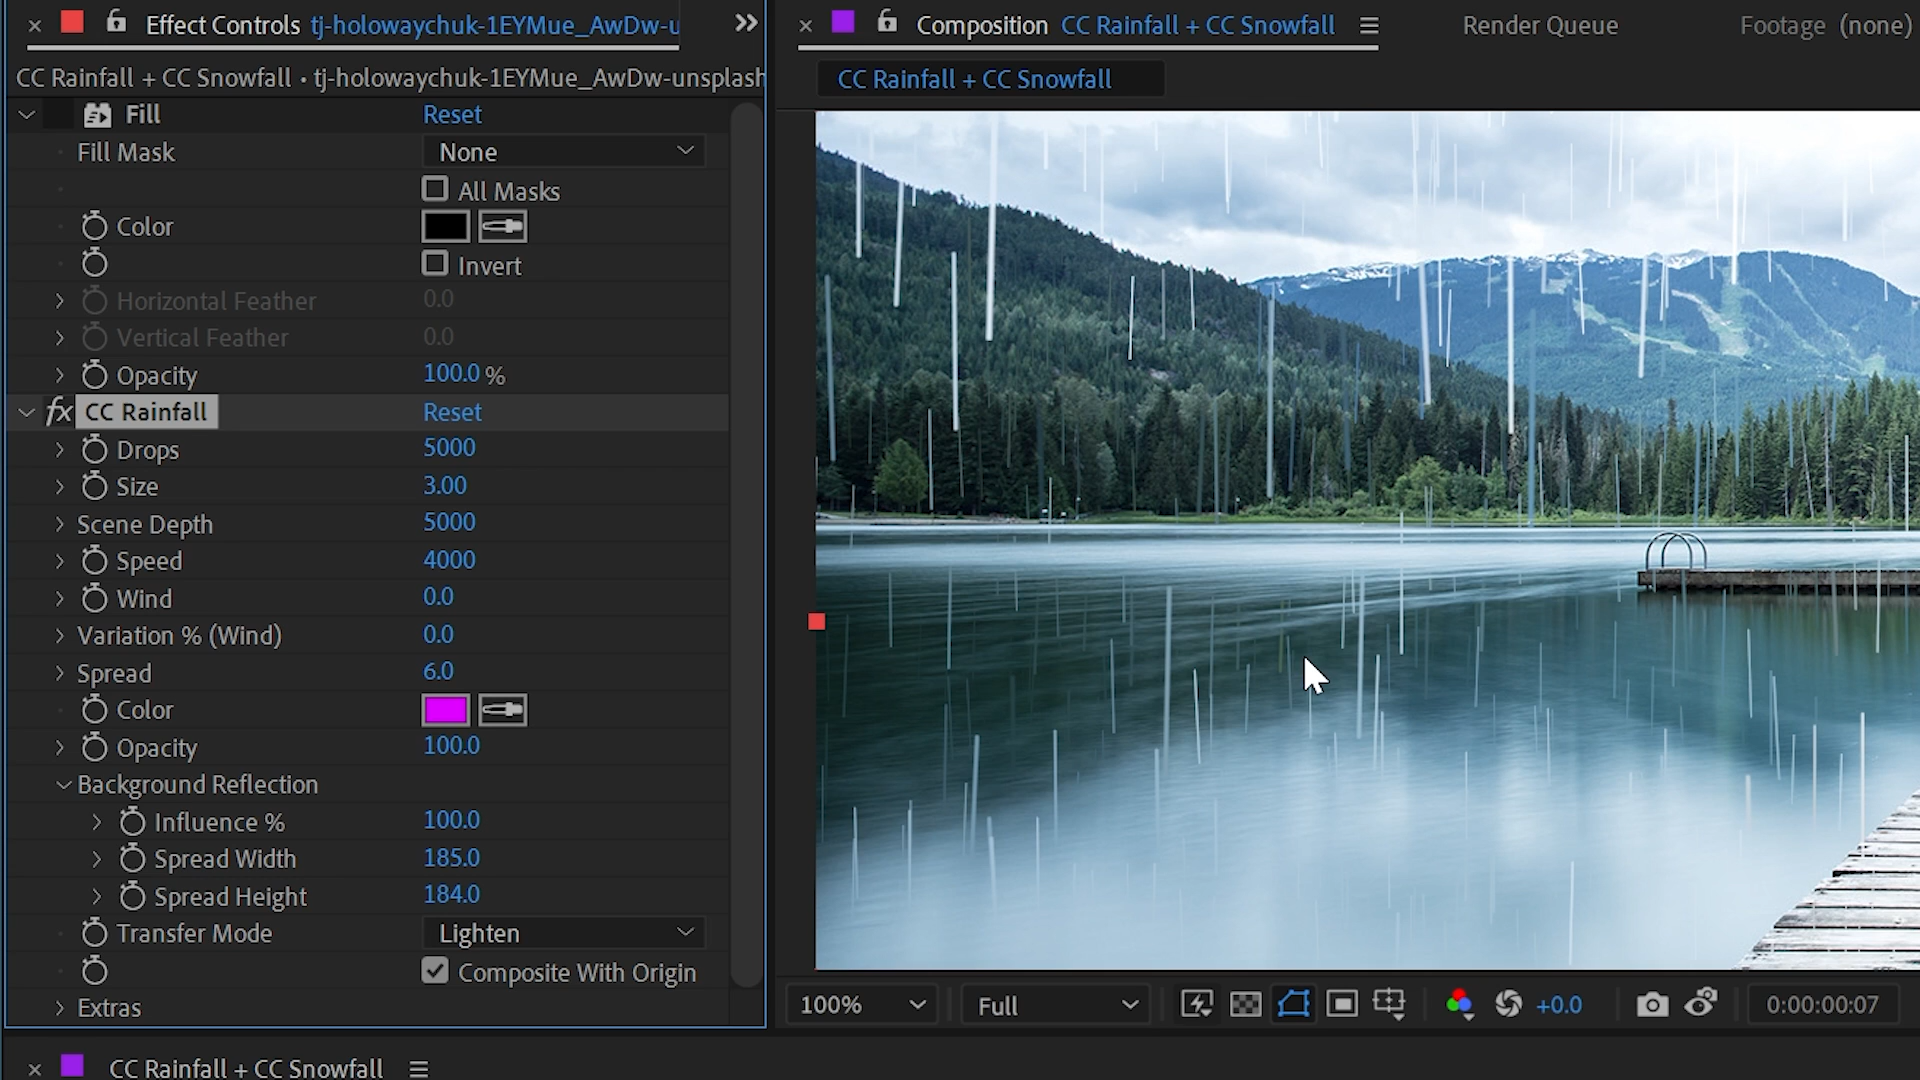 Effect Controls tj-holowaychuk-1EYMue_AwDw-u
CC Rainfall + CC Snowfall • tj-holowaychuk-1EYMue_AwDw-unsplash
Fill Reset
Fill Mask None
All Masks
Color
Invert
Horizontal Feather 0.0
Vertical Feather 0.0
Opacity 100.0 %
fx CC Rainfall Reset
Drops 5000
Size 3.00
Scene Depth 5000
Speed 4000
Wind 0.0
Variation % (Wind) 0.0
Spread 6.0
Color
Opacity 100.0
Background Reflection
Influence % 100.0
Spread Width 185.0
Spread Height 184.0
Transfer Mode Lighten
Composite With Origin
Extras
CC Rainfall + CC Snowfall
Composition CC Rainfall + CC Snowfall Render Queue Footage (none)
CC Rainfall + CC Snowfall
100% Full +0.0 0:00:00:07